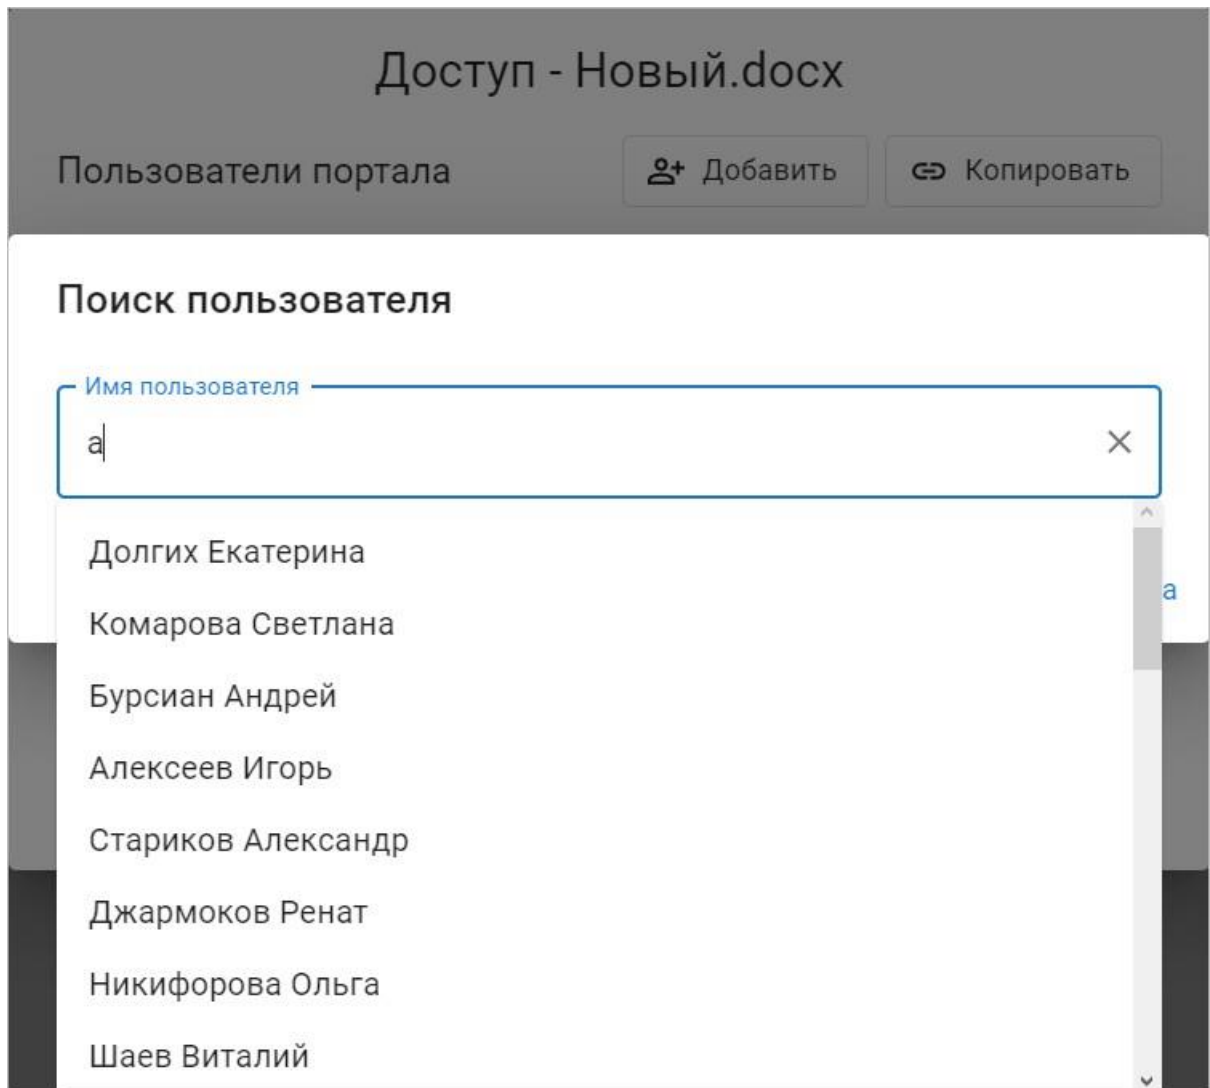 Доступ - Новый.docx
Пользователи портала
Добавить
Копировать
Поиск пользователя
Имя пользователя
а
Долгих Екатерина
а
Комарова Светлана
Бурсиан Андрей
Алексеев Игорь
Стариков Александр
Джармоков Ренат
Никифорова Ольга
Шаев Виталий